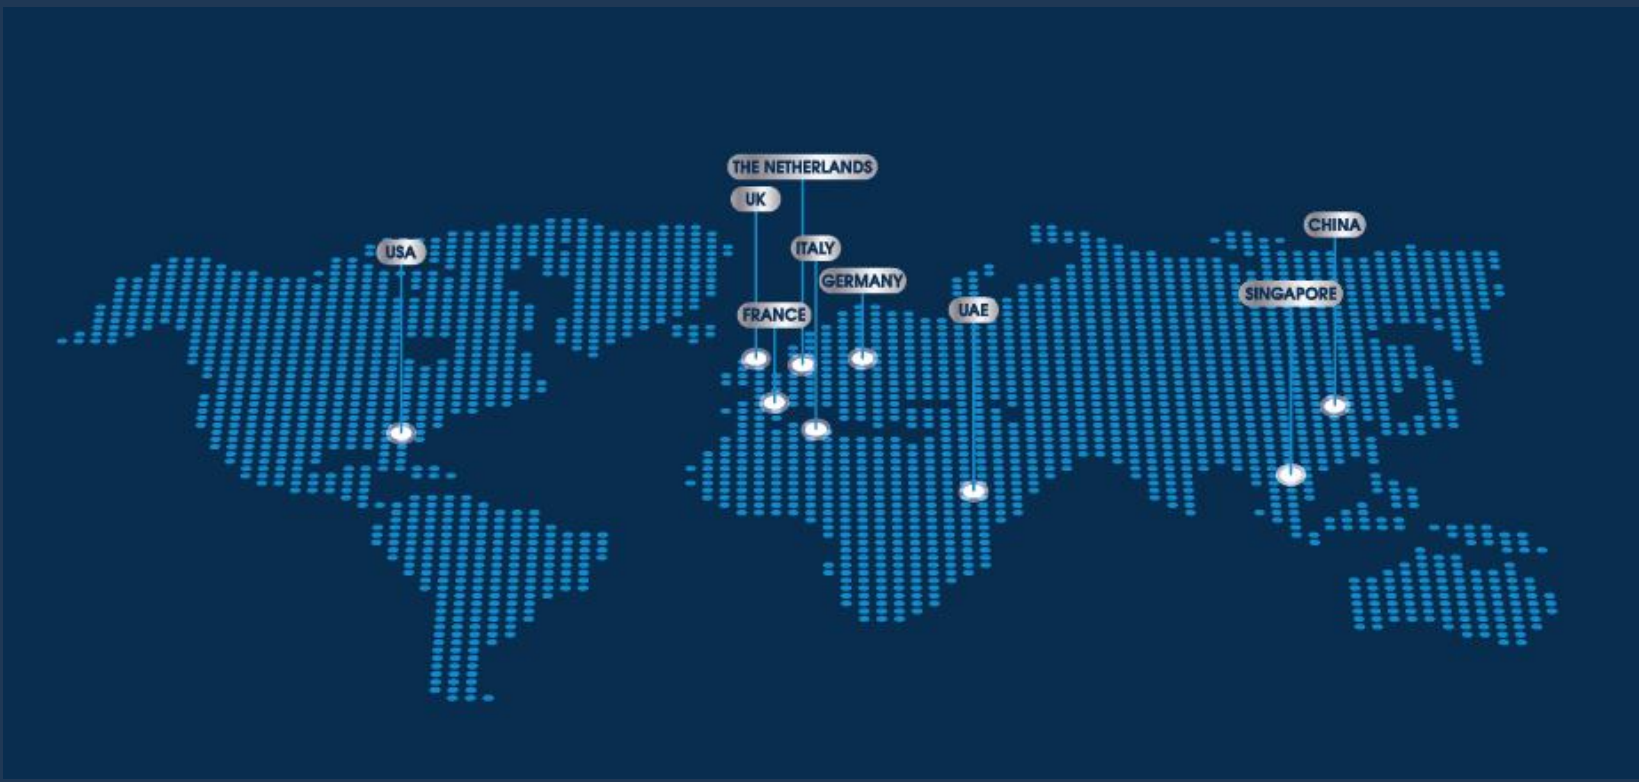 THE NETHERLANDS
UK
CHINA
ITALY
USA
GERMANY
SINGAPORE
UAE
FRANCE